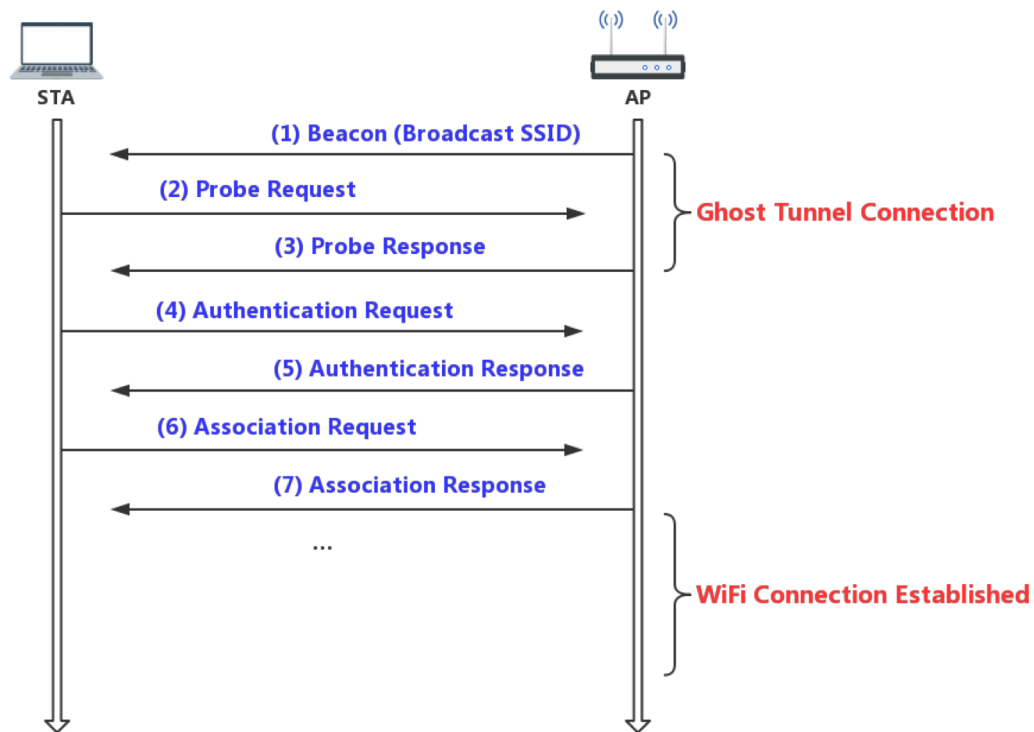 STA
AP
(1) Beacon (Broadcast SSID)
(2) Probe Request
Ghost Tunnel Connection
(3) Probe Response
(4) Authentication Request
(5) Authentication Response
(6) Association Request
(7) Association Response
...
WiFi Connection Established